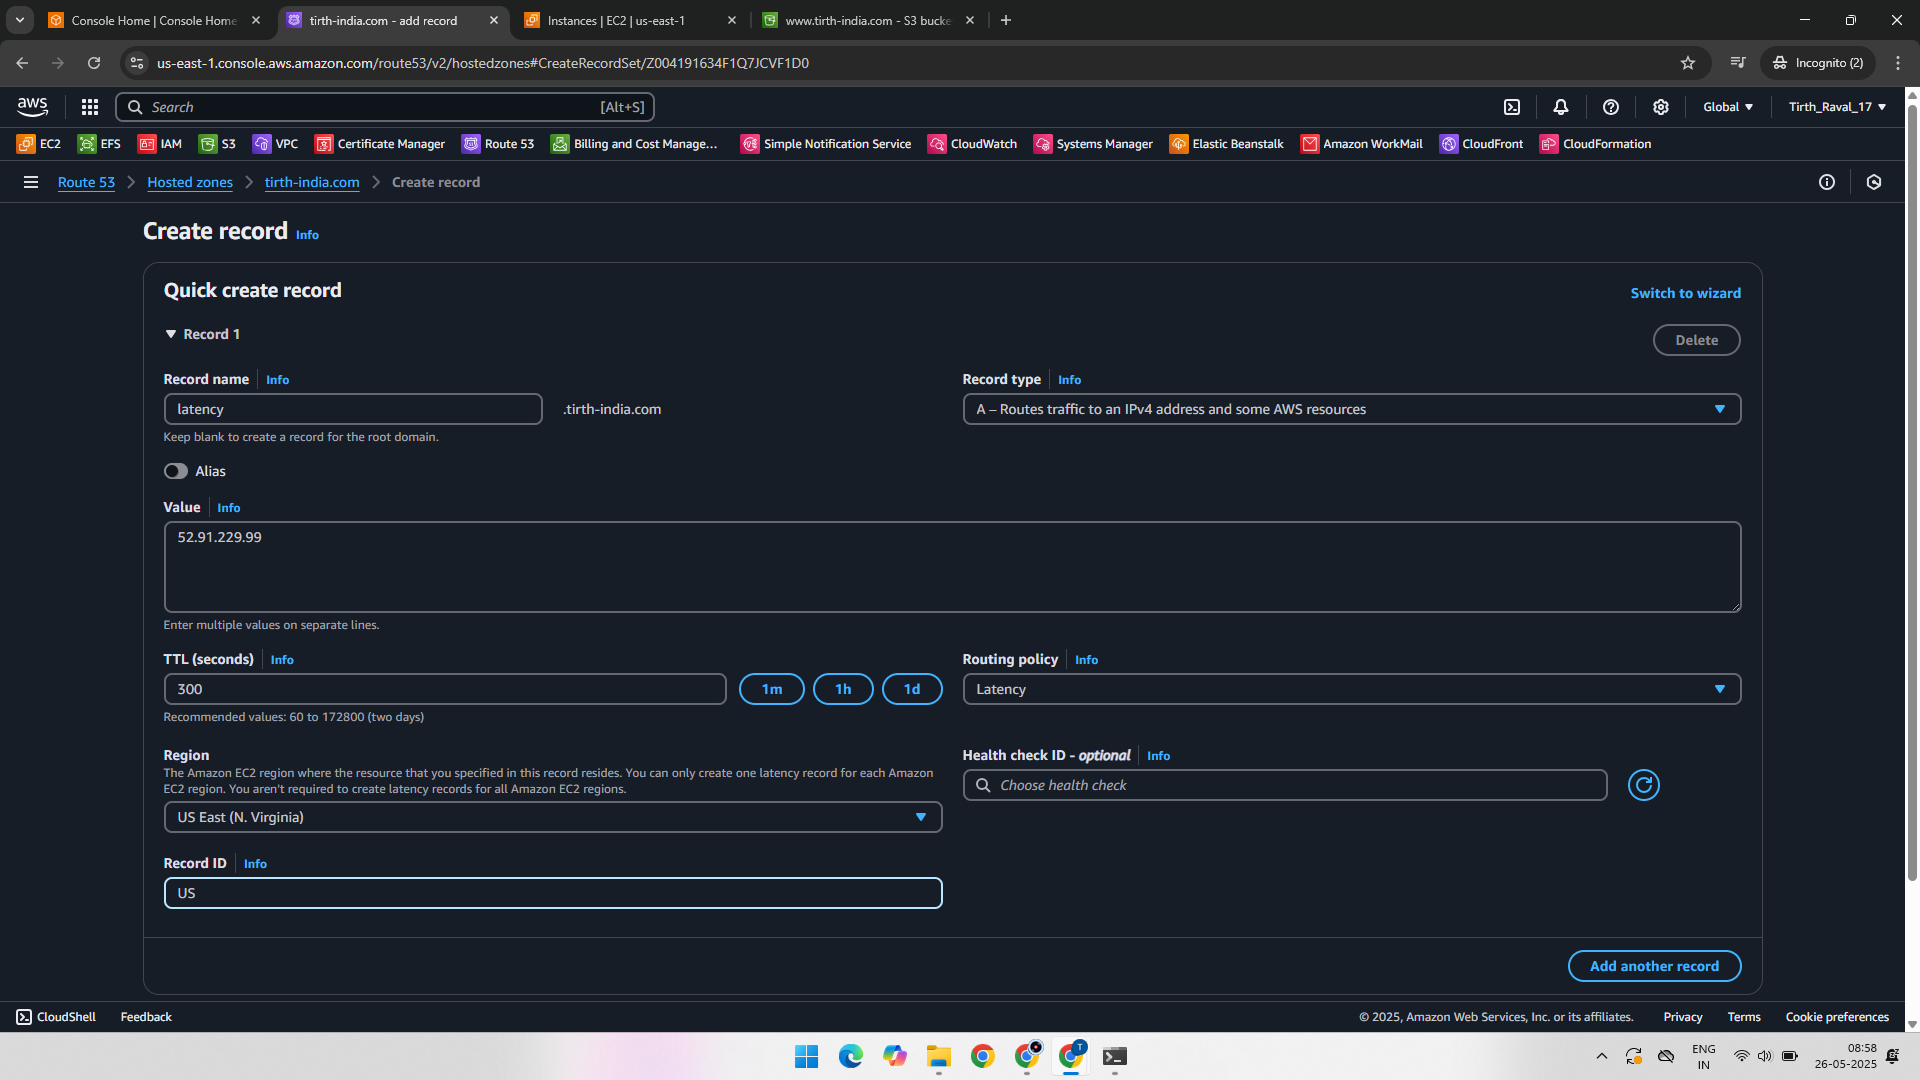 Console Home | Console Home
tirth-india.com - add record
Instances | EC2 | us-east-1
www.tirth-india.com - S3 bucke
us-east-1.console.aws.amazon.com/route53/v2/hostedzones#CreateRecordSet/Z004191634F1Q7JCVF1D0
Incognito (2)
aws
Search
[Alt+S]
Global
Tirth_Raval_17
EC2
EFS
IAM
S3
VPC
Certificate Manager
Route 53
Billing and Cost Manage...
Simple Notification Service
CloudWatch
Systems Manager
Elastic Beanstalk
Amazon WorkMail
CloudFront
CloudFormation
Route 53
Hosted zones
tirth-india.com
Create record
Create record Info
Quick create record
Switch to wizard
Record 1
Delete
Record name Info
latency
.tirth-india.com
Keep blank to create a record for the root domain.
Record type Info
A – Routes traffic to an IPv4 address and some AWS resources
Alias
Value Info
52.91.229.99
Enter multiple values on separate lines.
TTL (seconds) Info
300
1m
1h
1d
Recommended values: 60 to 172800 (two days)
Routing policy Info
Latency
Region
The Amazon EC2 region where the resource that you specified in this record resides. You can only create one latency record for each Amazon
EC2 region. You aren't required to create latency records for all Amazon EC2 regions.
US East (N. Virginia)
Health check ID - optional Info
Choose health check
Record ID Info
US
Add another record
CloudShell
Feedback
© 2025, Amazon Web Services, Inc. or its affiliates.
Privacy
Terms
Cookie preferences
T
ENG
IN
08:58
26-05-2025